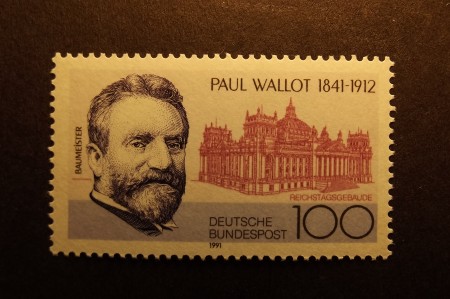 PAUL WALLOT 1841-1912
BAUMEISTER
REICHSTAGSGEBÄUDE
DEUTSCHE
BUNDESPOST
100
1991